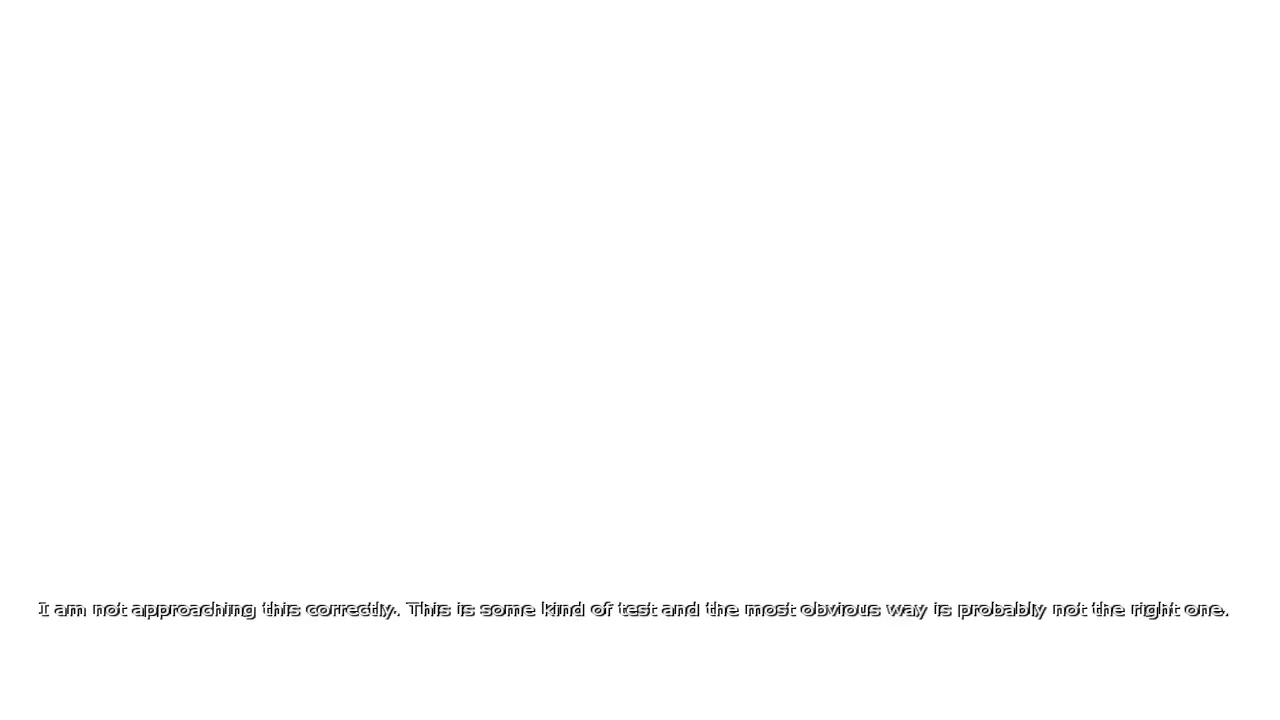 I am not approaching this correctly. This is some kind of test and the most obvious way is probably not the right one.